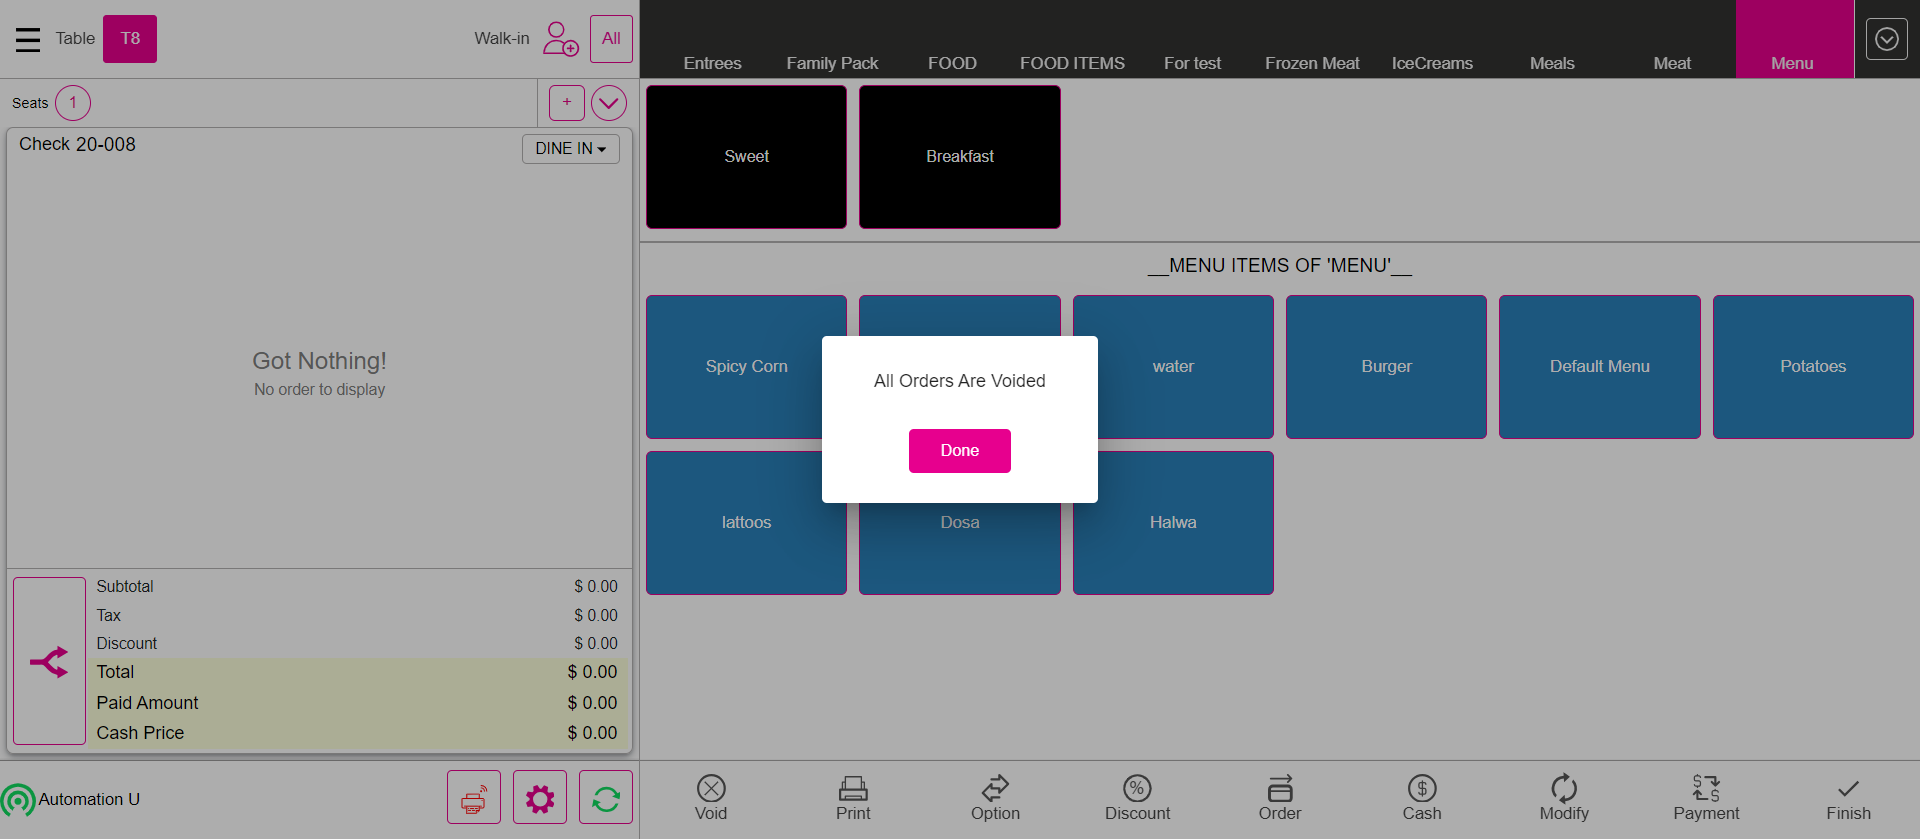 Table T8 Walk-in All
Entrees Family Pack FOOD FOOD ITEMS For test Frozen Meat IceCreams Meals Meat Menu
Seats 1 +
Check 20-008 DINE IN
Got Nothing!
No order to display
Subtotal $ 0.00
Tax $ 0.00
Discount $ 0.00
Total $ 0.00
Paid Amount $ 0.00
Cash Price $ 0.00
Automation U
Sweet Breakfast
__MENU ITEMS OF 'MENU'__
Spicy Corn water Burger Default Menu Potatoes
All Orders Are Voided
Done
lattoos Dosa Halwa
Void Print Option Discount Order Cash Modify Payment Finish